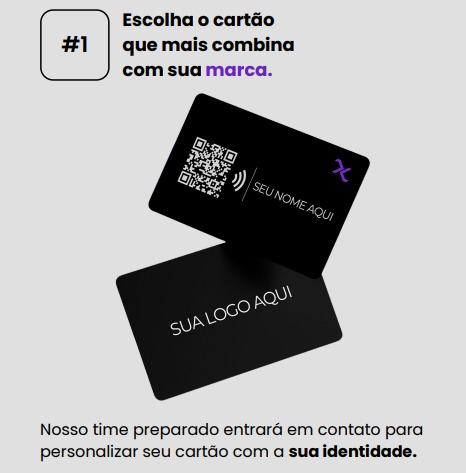 #1
Escolha o cartão
que mais combina
com sua marca.
SEU NOME AQUI
SUA LOGO AQUI
Nosso time preparado entrará em contato para
personalizar seu cartão com a sua identidade.